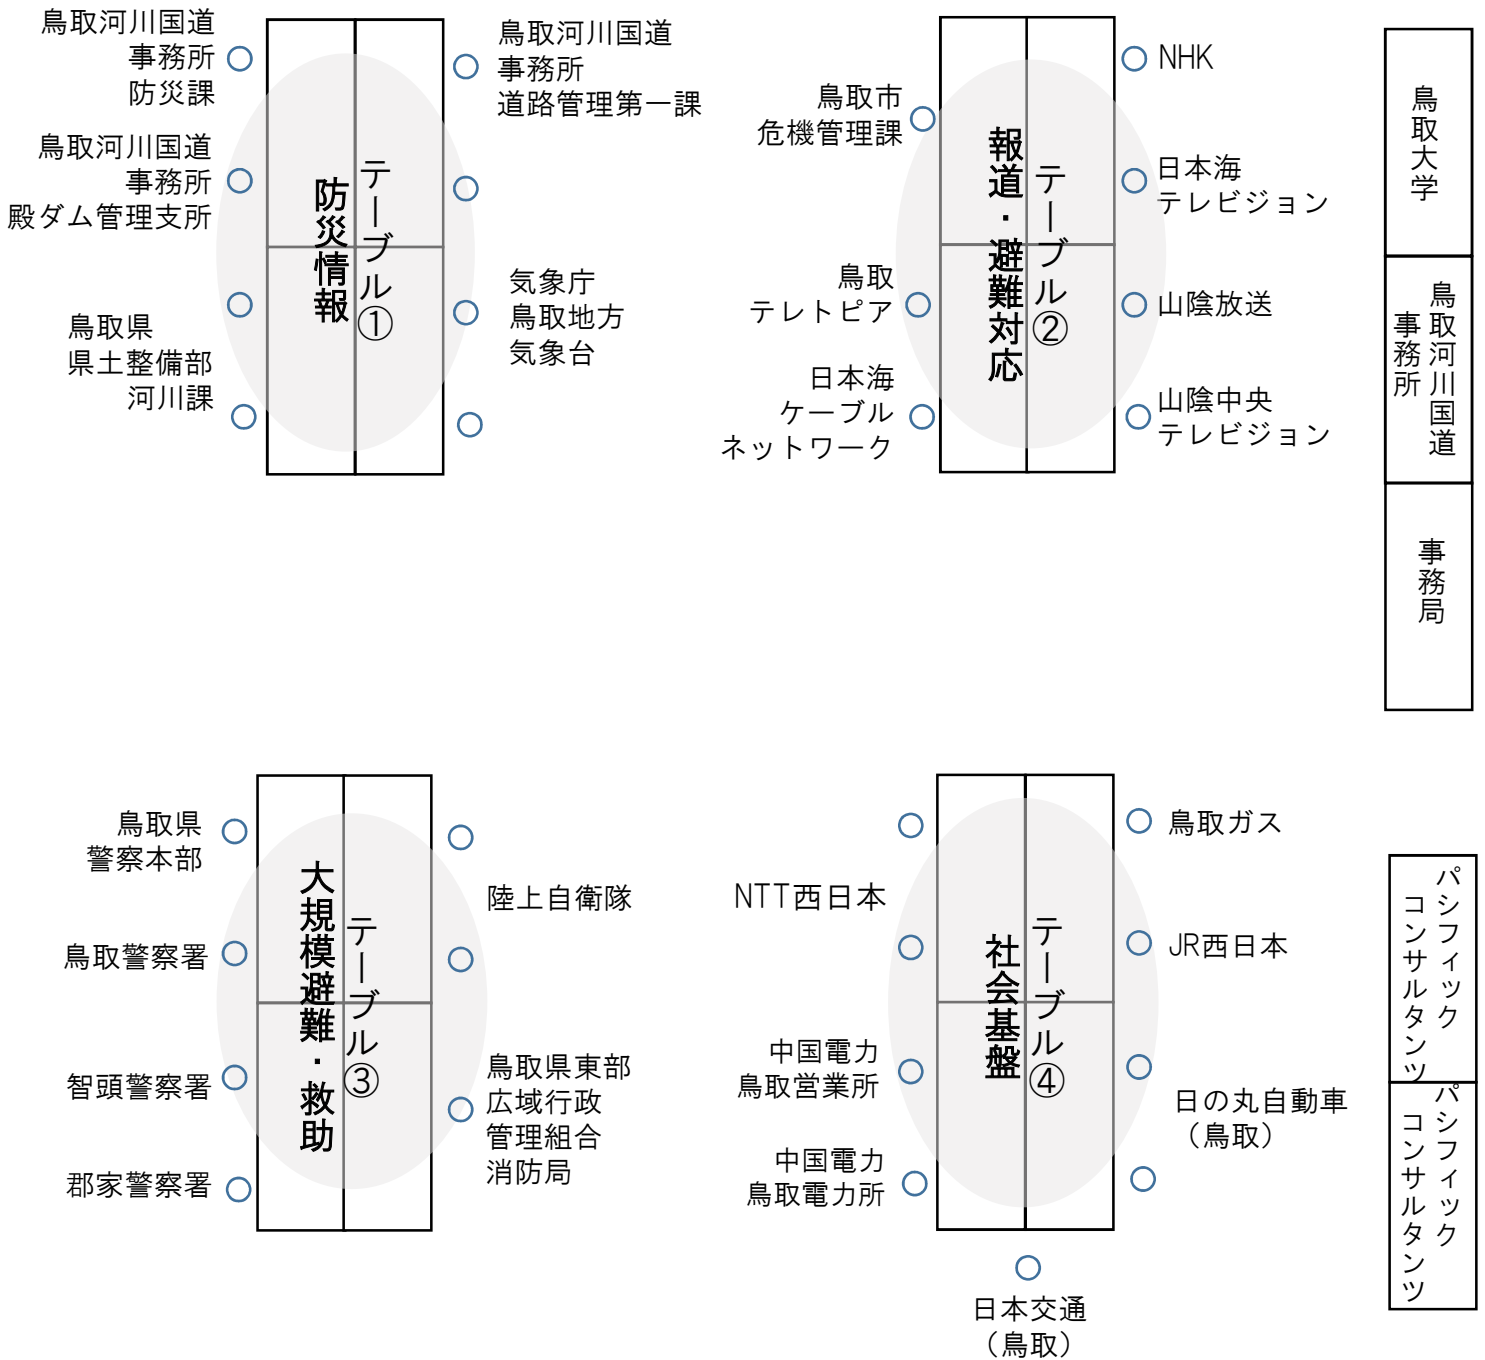 鳥取河川国道
事務所
防災課
鳥取河川国道
事務所
殿ダム管理支所
鳥取県
県土整備部
河川課
テーブル①
防災情報
鳥取河川国道
事務所
道路管理第一課
気象庁
鳥取地方
気象台
鳥取市
危機管理課
鳥取
テレトピア
日本海
ケーブル
ネットワーク
テーブル②
報道・避難対応
NHK
日本海
テレビジョン
山陰放送
山陰中央
テレビジョン
鳥取大学
鳥取河川国道
事務所
事務局
鳥取県
警察本部
鳥取警察署
智頭警察署
郡家警察署
テーブル③
大規模避難・救助
陸上自衛隊
鳥取県東部
広域行政
管理組合
消防局
NTT西日本
中国電力
鳥取営業所
中国電力
鳥取電力所
テーブル④
社会基盤
鳥取ガス
JR西日本
日の丸自動車
（鳥取）
日本交通
（鳥取）
パシフィック
コンサルタンツ
パシフィック
コンサルタンツ